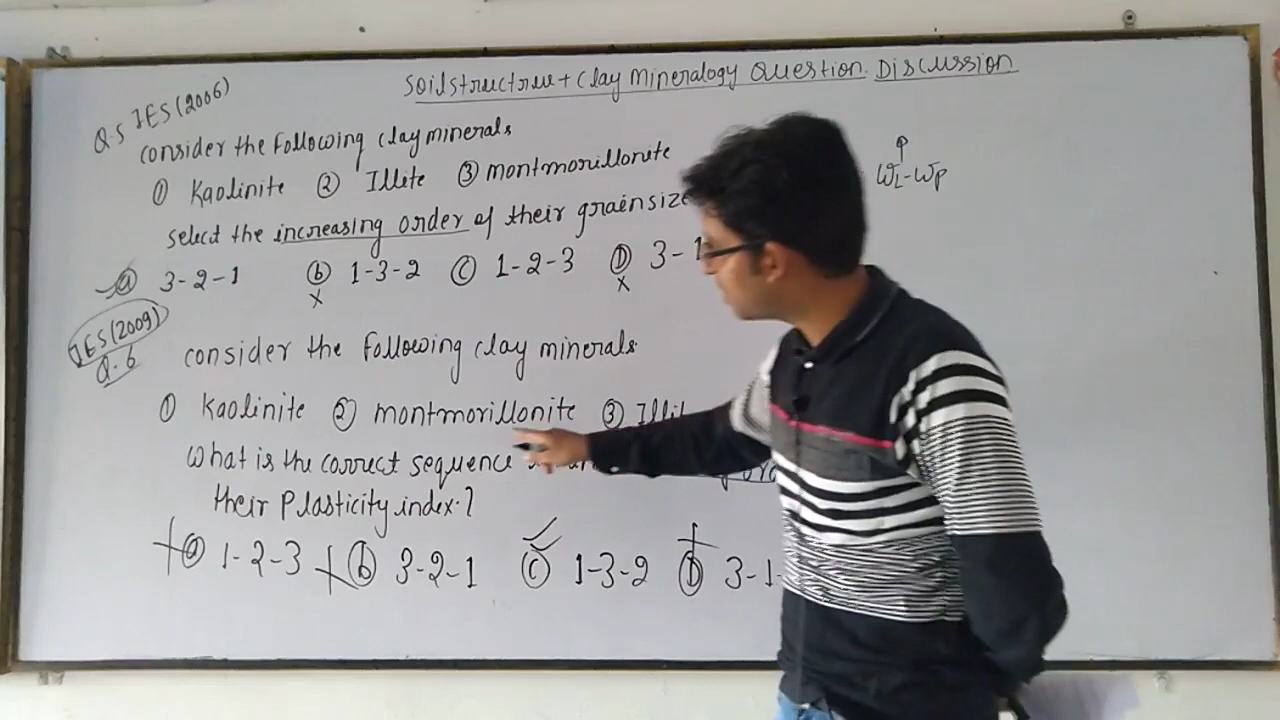 Soil structure + Clay Mineralogy Question Discussion
Q.5 IES (2006)
Consider the Following clay minerals
① Kaolinite ② Illite ③ montmorillonite
select the increasing order of their grain size
ⓐ 3-2-1 ⓑ 1-3-2 ⓒ 1-2-3 Ⓓ 3-1
x x
WL-Wp
IES (2009)
Q.6
Consider the Following clay minerals.
① Kaolinite ② montmorillonite ③ Illit
What is the correct sequence
their Plasticity index.?
ⓐ 1-2-3 ⓑ 3-2-1 ⓒ 1-3-2 Ⓓ 3-1-